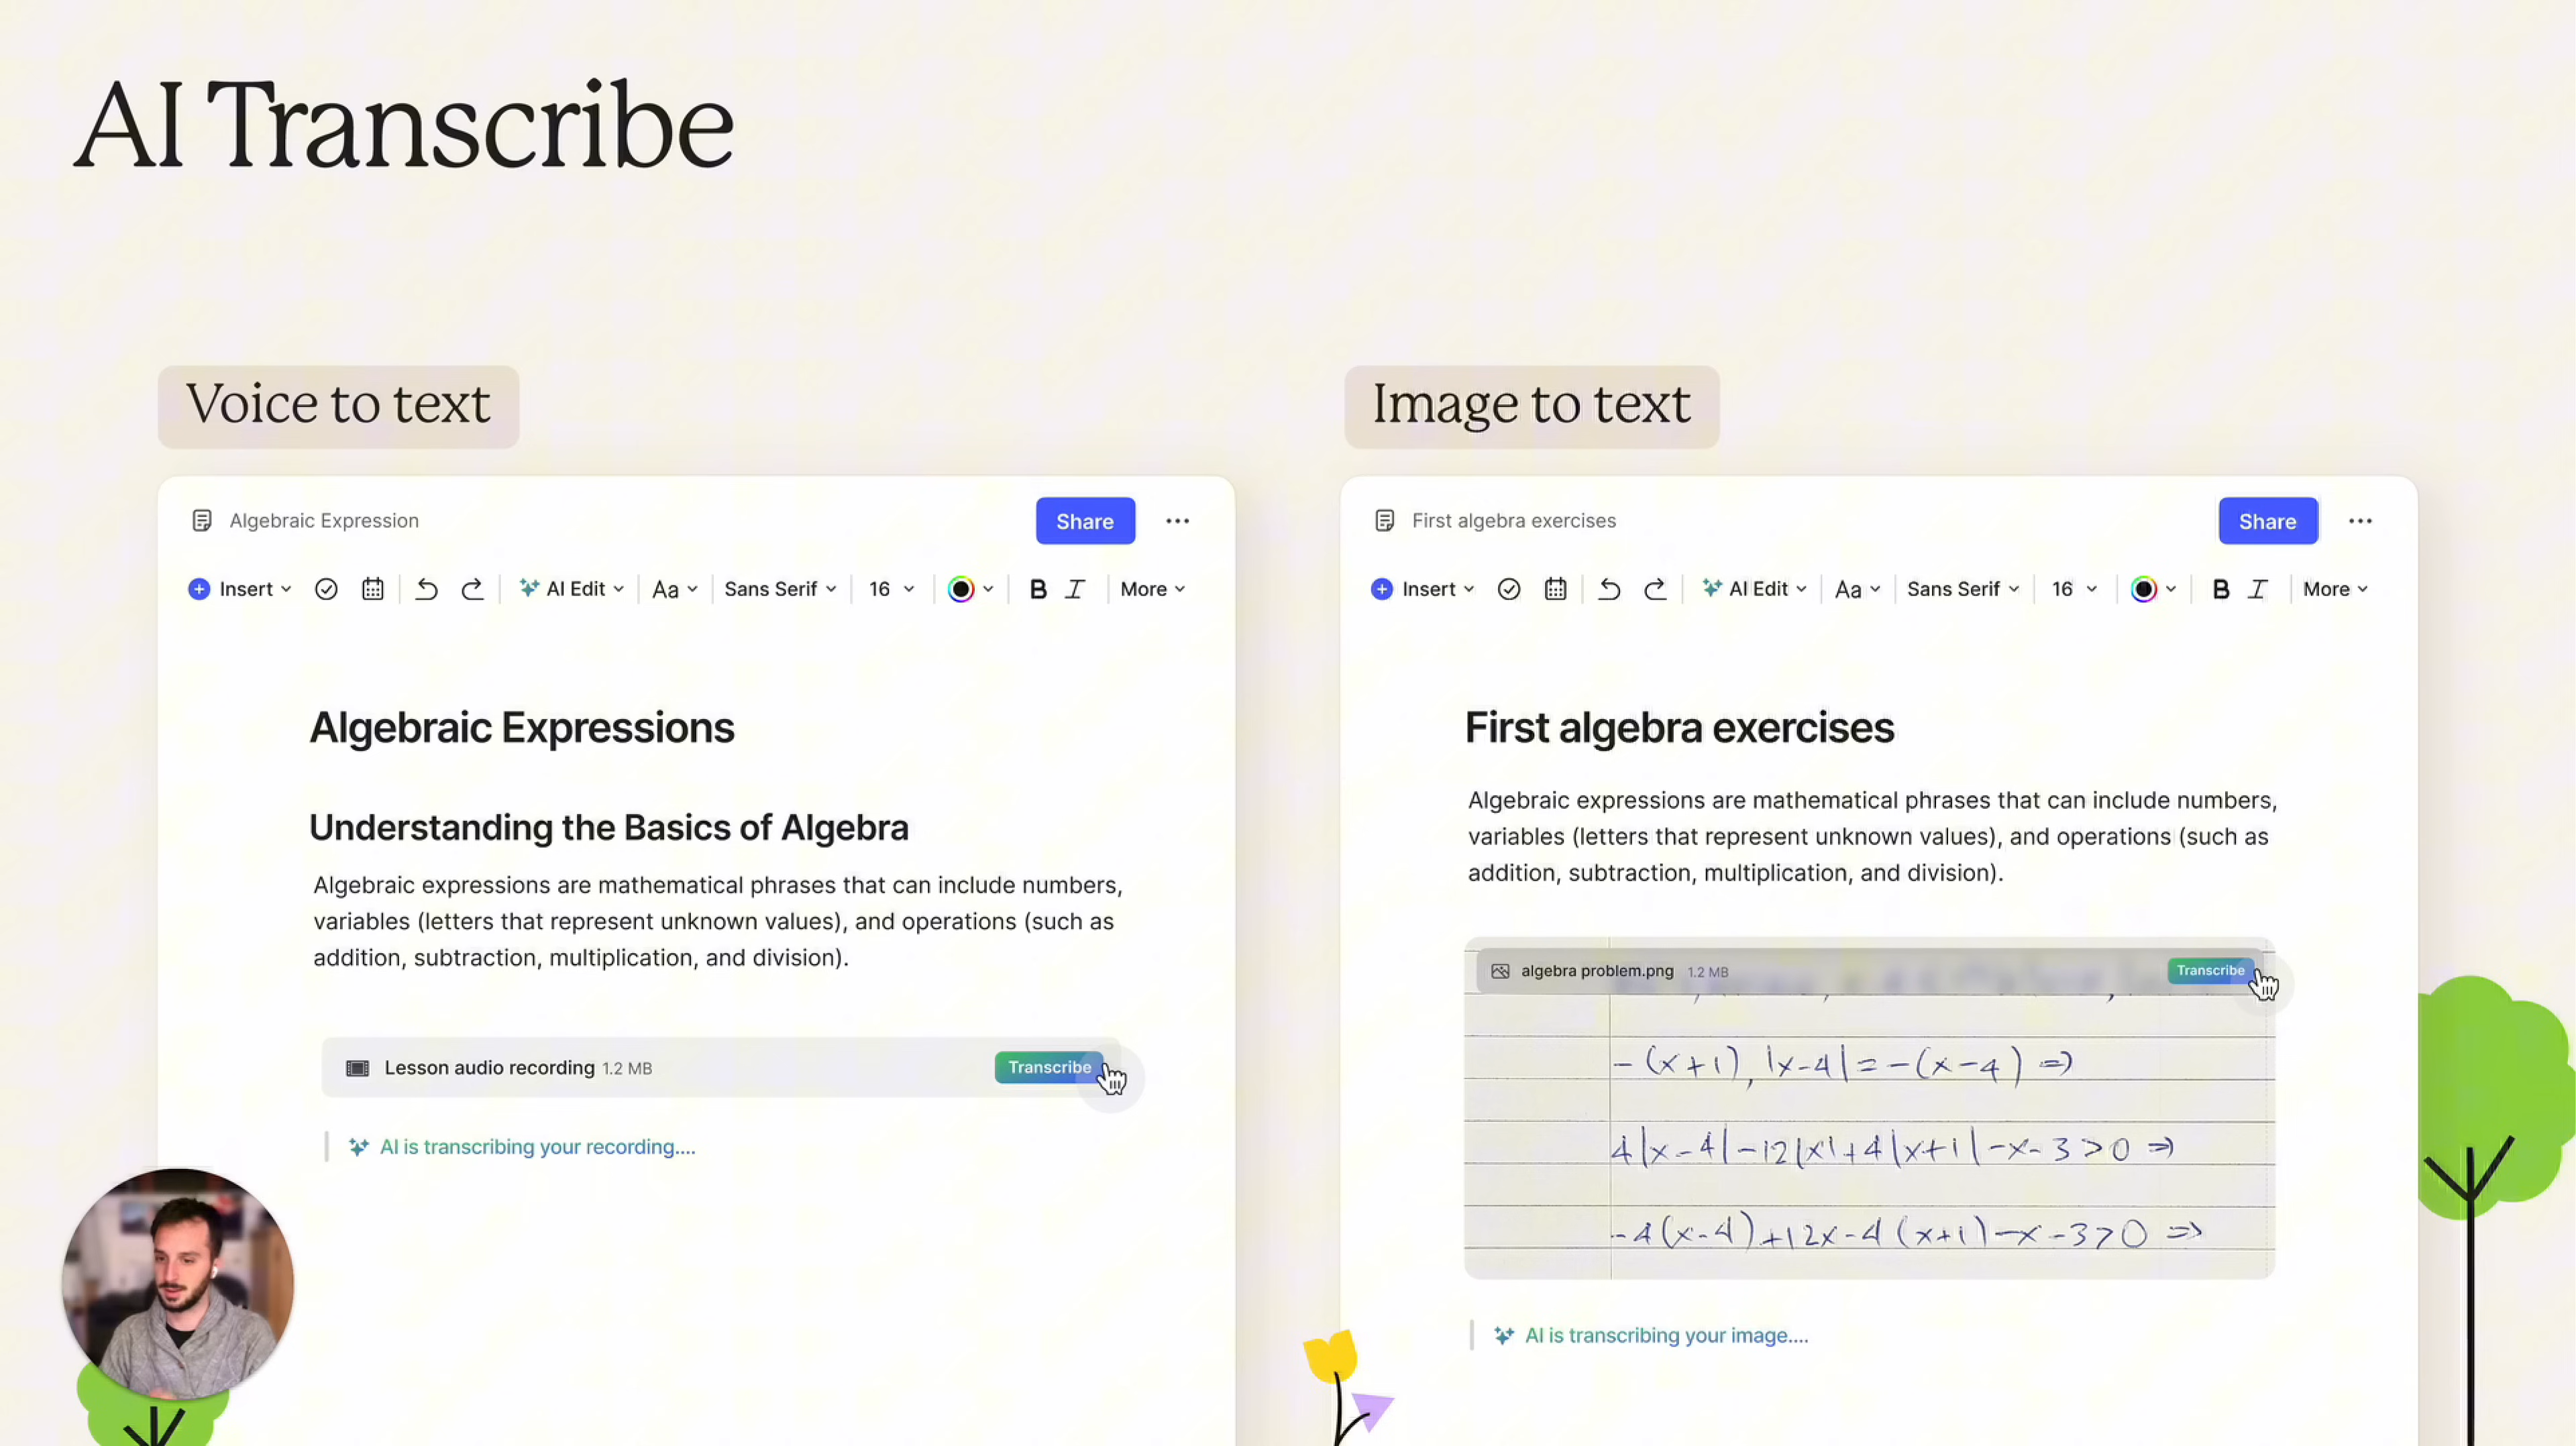 AI Transcribe
Voice to text
Algebraic Expression
Share
Insert
AI Edit
Aa
Sans Serif
16
B
I
More
Algebraic Expressions
Understanding the Basics of Algebra
Algebraic expressions are mathematical phrases that can include numbers,
variables (letters that represent unknown values), and operations (such as
addition, subtraction, multiplication, and division).
Lesson audio recording 1.2 MB
Transcribe
AI is transcribing your recording....
Image to text
First algebra exercises
Share
Insert
AI Edit
Aa
Sans Serif
16
B
I
More
First algebra exercises
Algebraic expressions are mathematical phrases that can include numbers,
variables (letters that represent unknown values), and operations (such as
addition, subtraction, multiplication, and division).
algebra problem.png 1.2 MB
Transcribe
-(x+1), |x-4|=-(x-4) =>
4|x-4|-12|x|+4|x+1|-x-3>0 =>
-4(x-4)+12x-4(x+1)-x-3>0 =>
AI is transcribing your image....